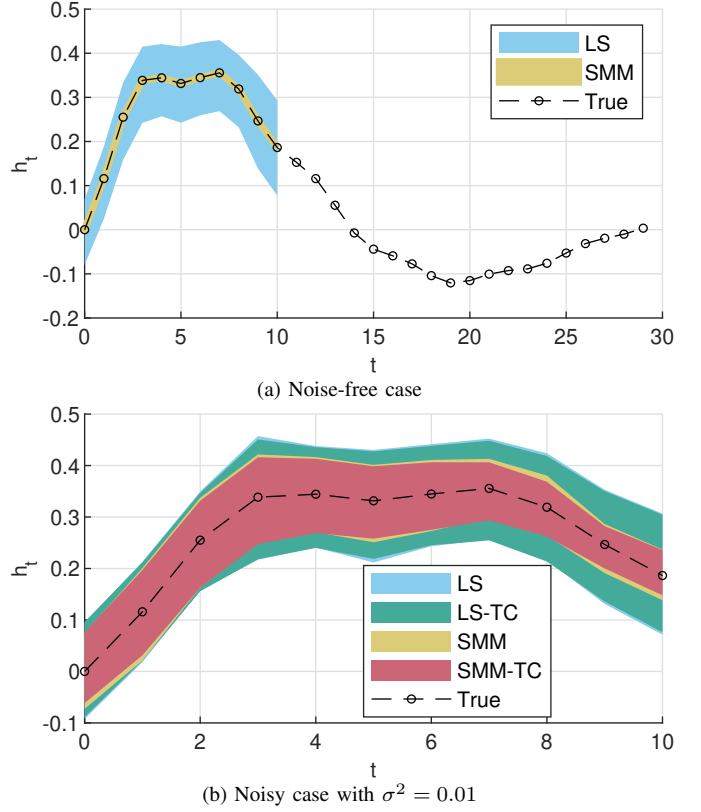 0.5
0.4
0.3
0.2
0.1
0
-0.1
-0.2
h_t
LS
SMM
True
0 5 10 15 20 25 30
t
(a) Noise-free case
0.5
0.4
0.3
0.2
0.1
0
-0.1
h_t
LS
LS-TC
SMM
SMM-TC
True
0 2 4 6 8 10
t
(b) Noisy case with σ² = 0.01